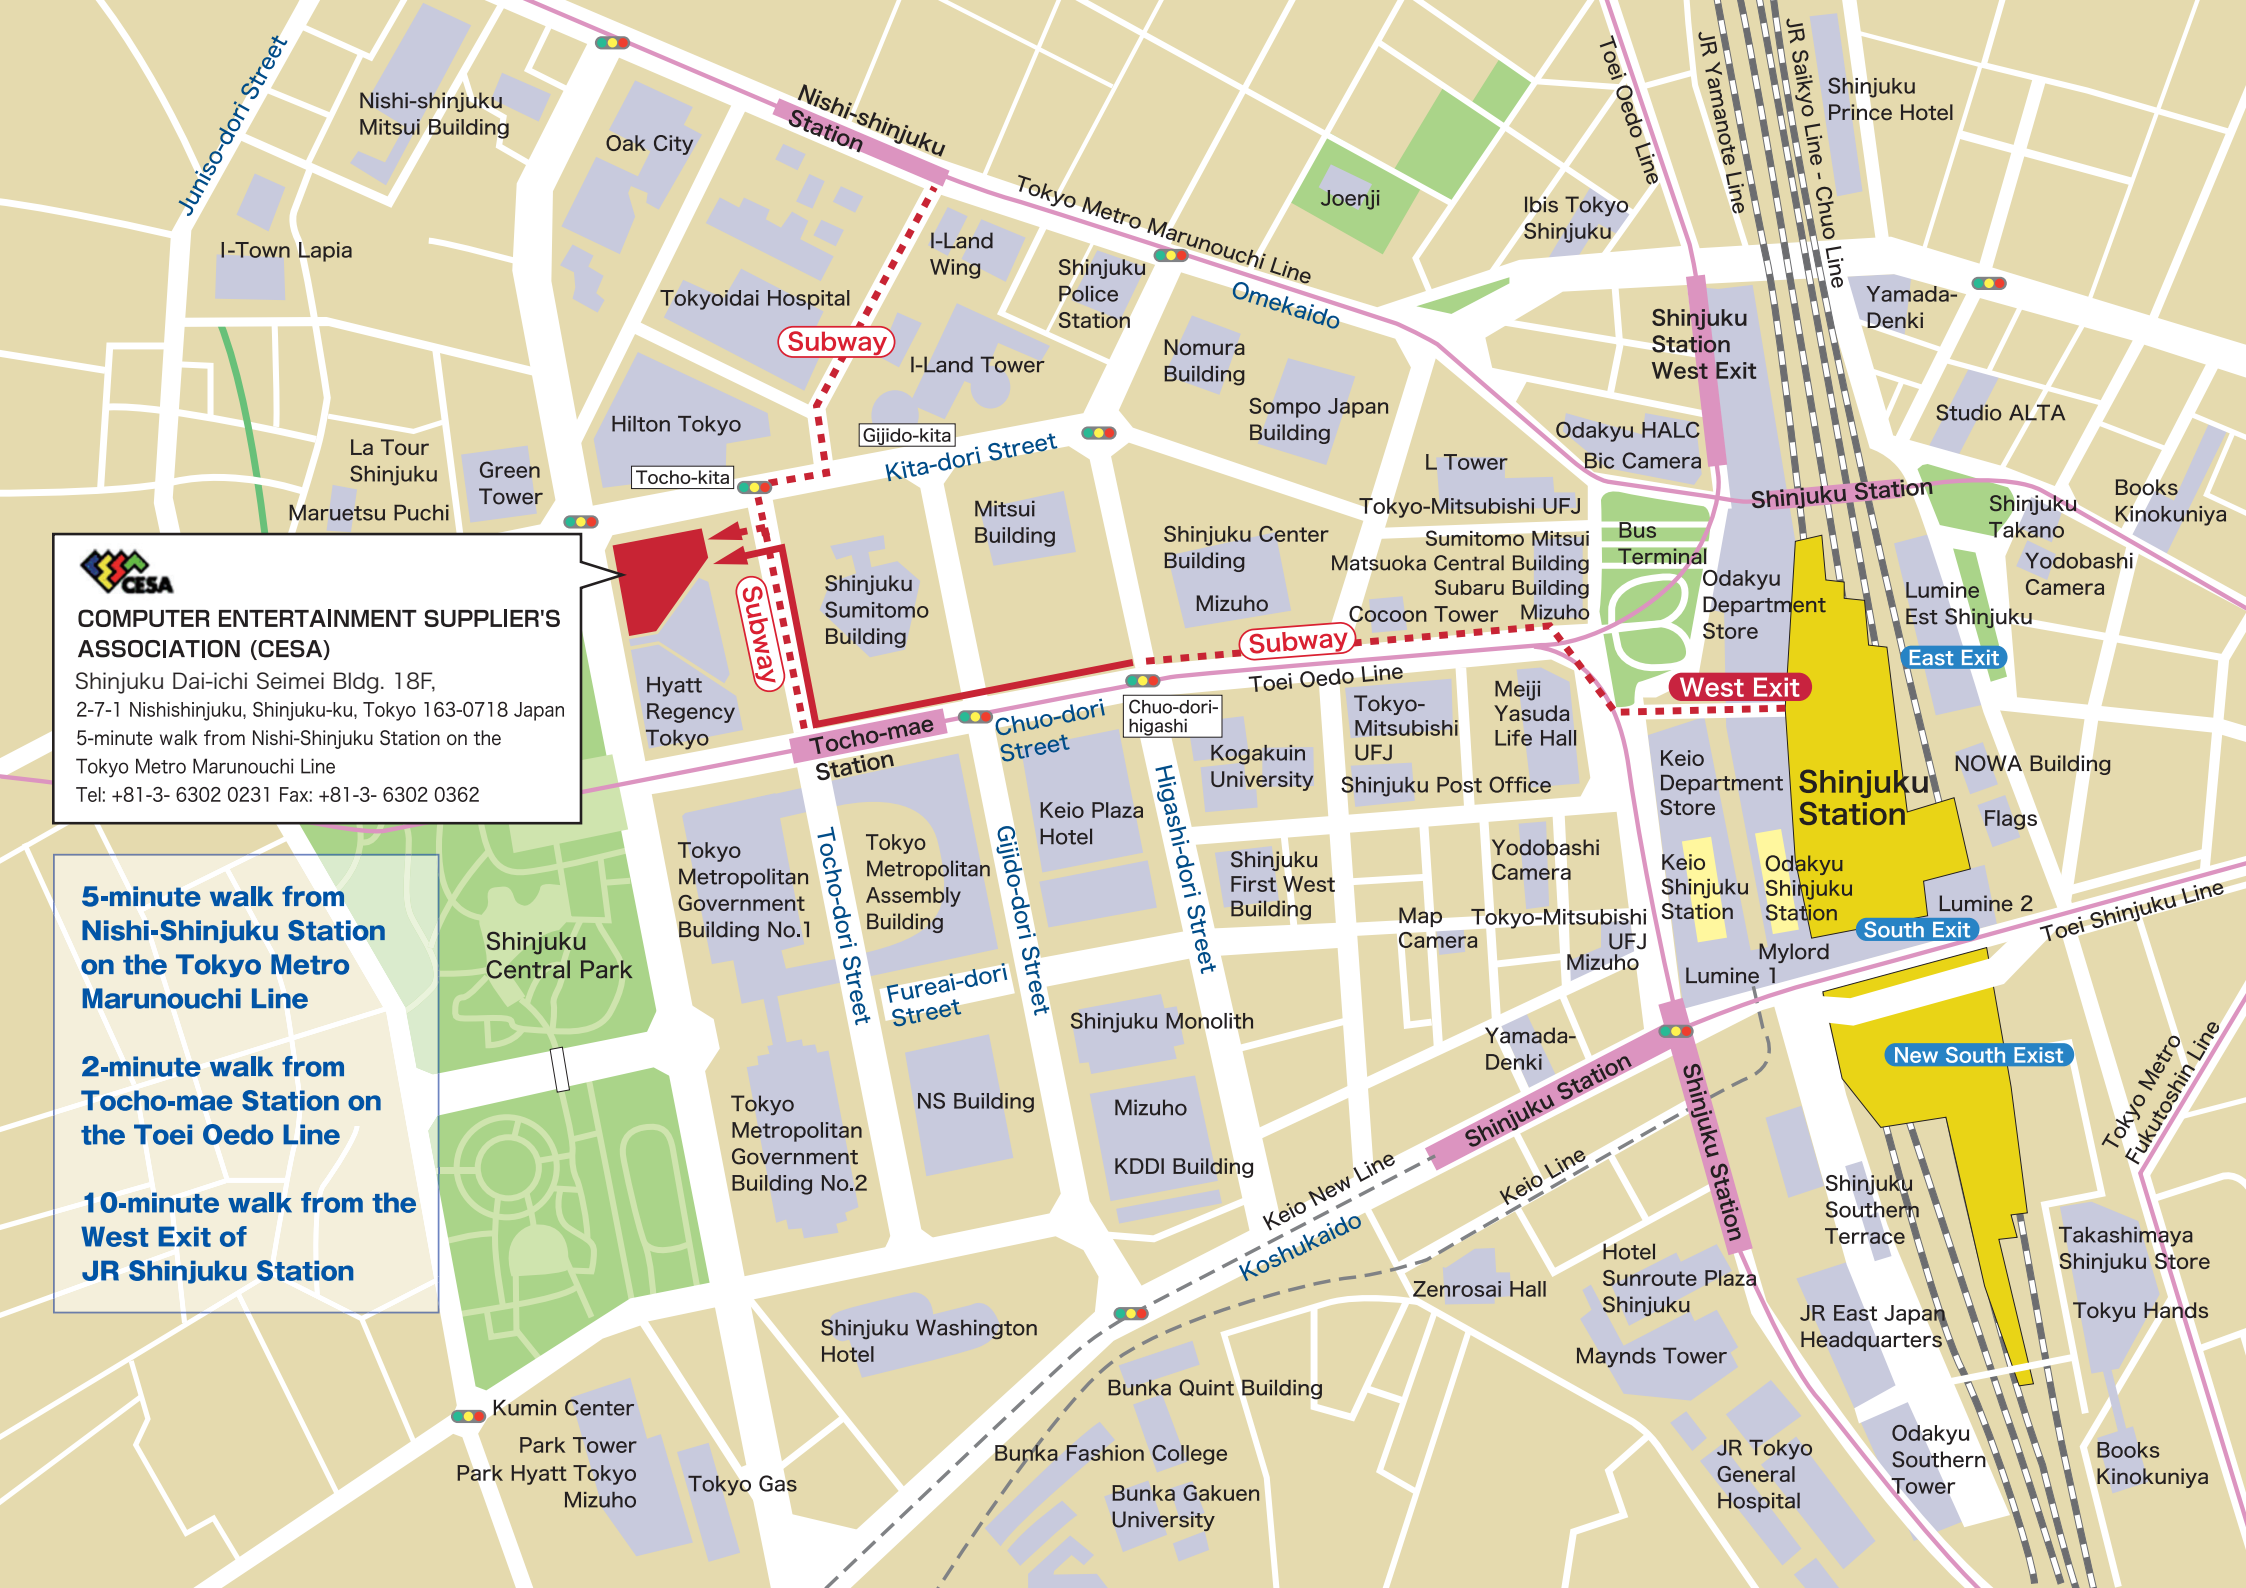 Juniso-dori Street
Nishi-shinjuku
Mitsui Building
Oak City
Nishi-shinjuku
Station
Tokyo Metro Marunouchi Line
Omekaido
Joenji
Ibis Tokyo
Shinjuku
Toei Oedo Line
JR Yamanote Line
JR Saikyo Line - Chuo Line
Shinjuku
Prince Hotel
I-Town Lapia
Tokyoidai Hospital
I-Land
Wing
Shinjuku
Police
Station
Subway
I-Land Tower
Nomura
Building
Sompo Japan
Building
Shinjuku
Station
West Exit
Yamada-
Denki
Studio ALTA
Hilton Tokyo
Gijido-kita
Kita-dori Street
Tocho-kita
La Tour
Shinjuku
Maruetsu Puchi
Green
Tower
Odakyu HALC
Bic Camera
L Tower
Tokyo-Mitsubishi UFJ
Sumitomo Mitsui
Matsuoka Central Building
Subaru Building
Cocoon Tower
Mizuho
Bus
Terminal
Shinjuku Station
Shinjuku
Takano
Books
Kinokuniya
Yodobashi
Camera
Mitsui
Building
Shinjuku Center
Building
Mizuho
Shinjuku
Sumitomo
Building
Odakyu
Department
Store
Lumine
Est Shinjuku
East Exit
CESA
COMPUTER ENTERTAINMENT SUPPLIER'S
ASSOCIATION (CESA)
Shinjuku Dai-ichi Seimei Bldg. 18F,
2-7-1 Nishishinjuku, Shinjuku-ku, Tokyo 163-0718 Japan
5-minute walk from Nishi-Shinjuku Station on the
Tokyo Metro Marunouchi Line
Tel: +81-3- 6302 0231 Fax: +81-3- 6302 0362
Subway
Hyatt
Regency
Tokyo
Subway
Toei Oedo Line
West Exit
Tocho-mae
Station
Chuo-dori
Street
Chuo-dori-
higashi
Kogakuin
University
Tokyo-
Mitsubishi
UFJ
Meiji
Yasuda
Life Hall
Shinjuku Post Office
Keio
Department
Store
Shinjuku
Station
NOWA Building
Flags
5-minute walk from
Nishi-Shinjuku Station
on the Tokyo Metro
Marunouchi Line
2-minute walk from
Tocho-mae Station on
the Toei Oedo Line
10-minute walk from the
West Exit of
JR Shinjuku Station
Shinjuku
Central Park
Tokyo
Metropolitan
Government
Building No.1
Tocho-dori Street
Tokyo
Metropolitan
Assembly
Building
Gijido-dori Street
Keio Plaza
Hotel
Higashi-dori Street
Shinjuku
First West
Building
Map
Camera
Yodobashi
Camera
Tokyo-Mitsubishi
UFJ
Mizuho
Keio
Shinjuku
Station
Odakyu
Shinjuku
Station
Mylord
Lumine 1
Lumine 2
South Exit
Toei Shinjuku Line
Fureai-dori
Street
Shinjuku Monolith
Yamada-
Denki
Shinjuku Station
Shinjuku Station
New South Exist
Tokyo Metro
Fukutoshin Line
NS Building
Mizuho
KDDI Building
Tokyo
Metropolitan
Government
Building No.2
Keio New Line
Koshukaido
Keio Line
Shinjuku
Southern
Terrace
Takashimaya
Shinjuku Store
Tokyu Hands
Zenrosai Hall
Hotel
Sunroute Plaza
Shinjuku
Maynds Tower
JR East Japan
Headquarters
Shinjuku Washington
Hotel
Bunka Quint Building
Bunka Fashion College
Bunka Gakuen
University
Kumin Center
Park Tower
Park Hyatt Tokyo
Mizuho
Tokyo Gas
JR Tokyo
General
Hospital
Odakyu
Southern
Tower
Books
Kinokuniya